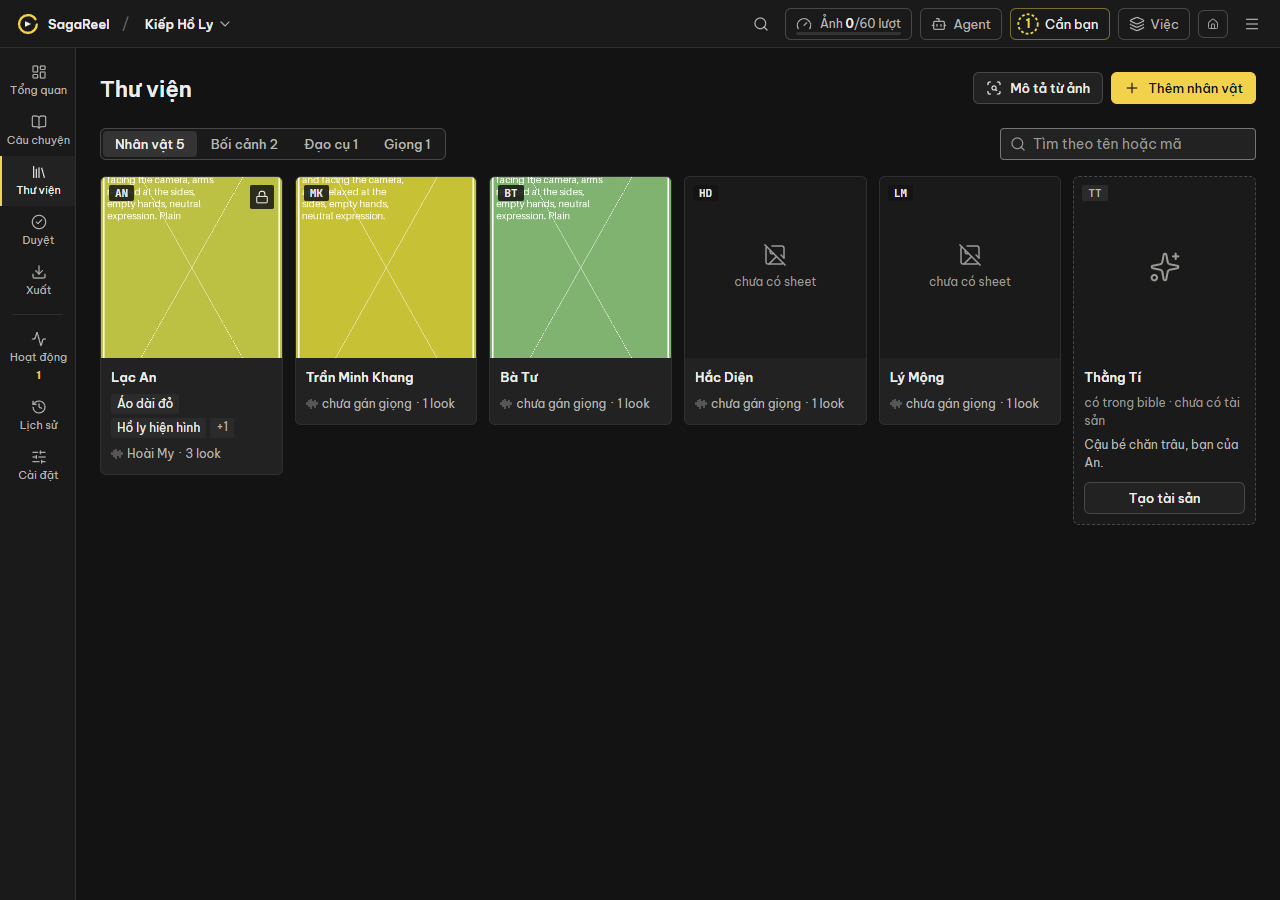 SagaReel / Kiếp Hồ Ly
Ảnh 0/60 lượt
Agent
1 Cần bạn
Việc
Tổng quan
Câu chuyện
Thư viện
Duyệt
Xuất
Hoạt động
1
Lịch sử
Cài đặt
Thư viện
Mô tả từ ảnh
Thêm nhân vật
Nhân vật 5
Bối cảnh 2
Đạo cụ 1
Giọng 1
Tìm theo tên hoặc mã
AN
facing the camera, arms
at the sides,
empty hands, neutral
expression. Plain
Lạc An
Áo dài đỏ
Hồ ly hiện hình
+1
Hoài My · 3 look
MK
and facing the camera,
relaxed at the
sides, empty hands,
neutral expression.
Trần Minh Khang
chưa gán giọng · 1 look
BT
facing the camera, arms
at the sides,
empty hands, neutral
expression. Plain
Bà Tư
chưa gán giọng · 1 look
HD
chưa có sheet
Hắc Diện
chưa gán giọng · 1 look
LM
chưa có sheet
Lý Mộng
chưa gán giọng · 1 look
TT
Thằng Tí
có trong bible · chưa có tài
sản
Cậu bé chăn trâu, bạn của
An.
Tạo tài sản